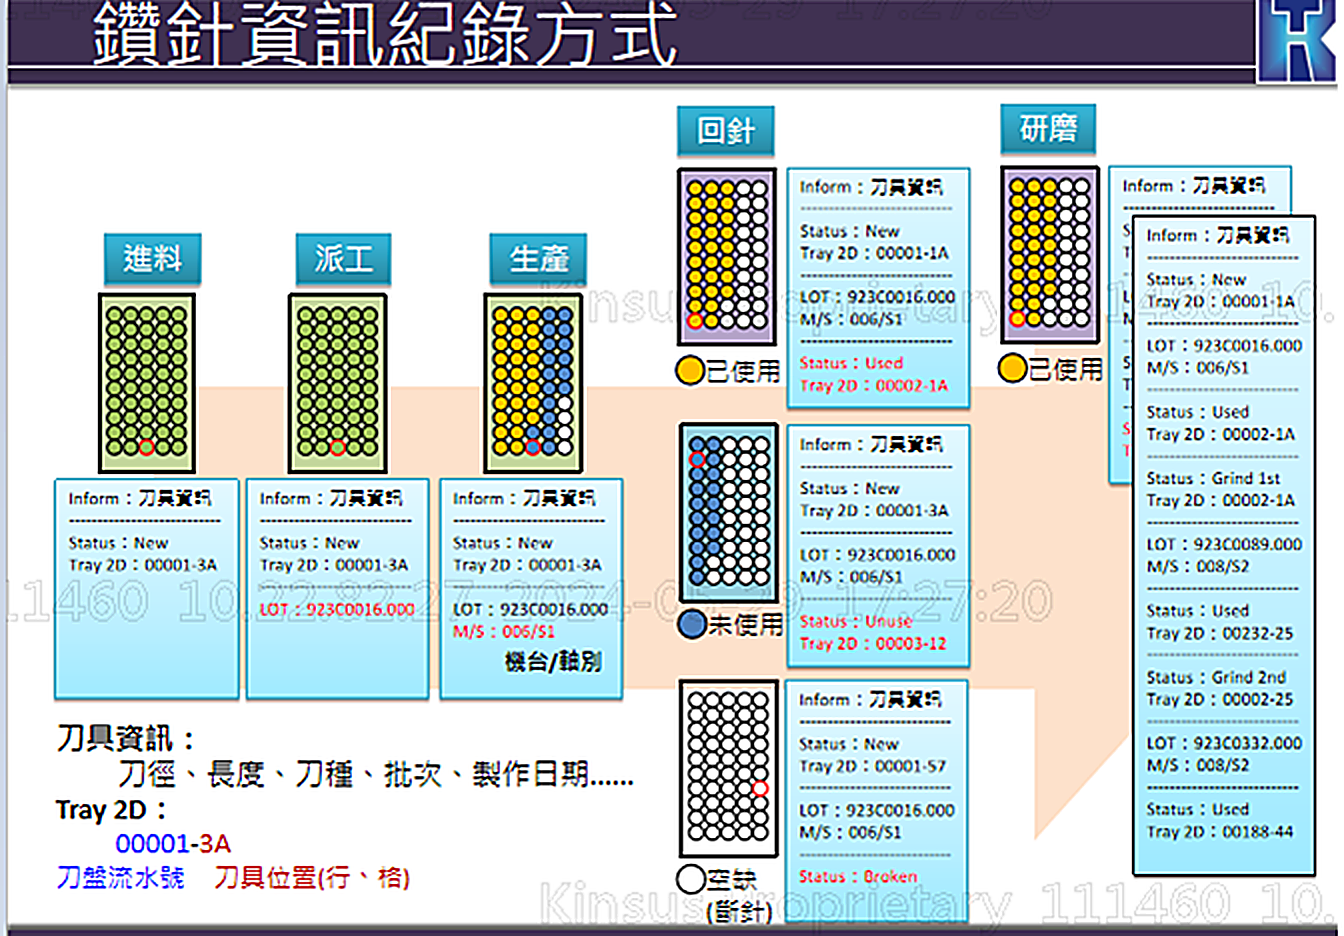 鑽針資訊紀錄方式
進料
派工
生產
回針
研磨
Inform：刀具資訊
Status：New
Tray 2D：00001-3A
Inform：刀具資訊
Status：New
Tray 2D：00001-3A
LOT：923C0016.000
Inform：刀具資訊
Status：New
Tray 2D：00001-3A
LOT：923C0016.000
M/S：006/S1
機台/軸別
已使用
Inform：刀具資訊
Status：New
Tray 2D：00001-1A
LOT：923C0016.000
M/S：006/S1
Status：Used
Tray 2D：00002-1A
未使用
Inform：刀具資訊
Status：New
Tray 2D：00001-3A
LOT：923C0016.000
M/S：006/S1
Status：Unuse
Tray 2D：00003-12
空缺
(斷針)
Inform：刀具資訊
Status：New
Tray 2D：00001-57
LOT：923C0016.000
M/S：006/S1
Status：Broken
已使用
Inform：刀具資訊
Inform：刀具資訊
Status：New
Tray 2D：00001-1A
LOT：923C0016.000
M/S：006/S1
Status：Used
Tray 2D：00002-1A
Status：Grind 1st
Tray 2D：00002-1A
LOT：923C0089.000
M/S：008/S2
Status：Used
Tray 2D：00232-25
Status：Grind 2nd
Tray 2D：00002-25
LOT：923C0332.000
M/S：008/S2
Status：Used
Tray 2D：00188-44
刀具資訊：
刀徑、長度、刀種、批次、製作日期......
Tray 2D：
00001-3A
刀盤流水號 刀具位置(行、格)
Kinsus Proprietary 111460 10.
111460 10.22.82.27 2024-05-29 17:27:20
Kinsus Proprietary 111460 10.